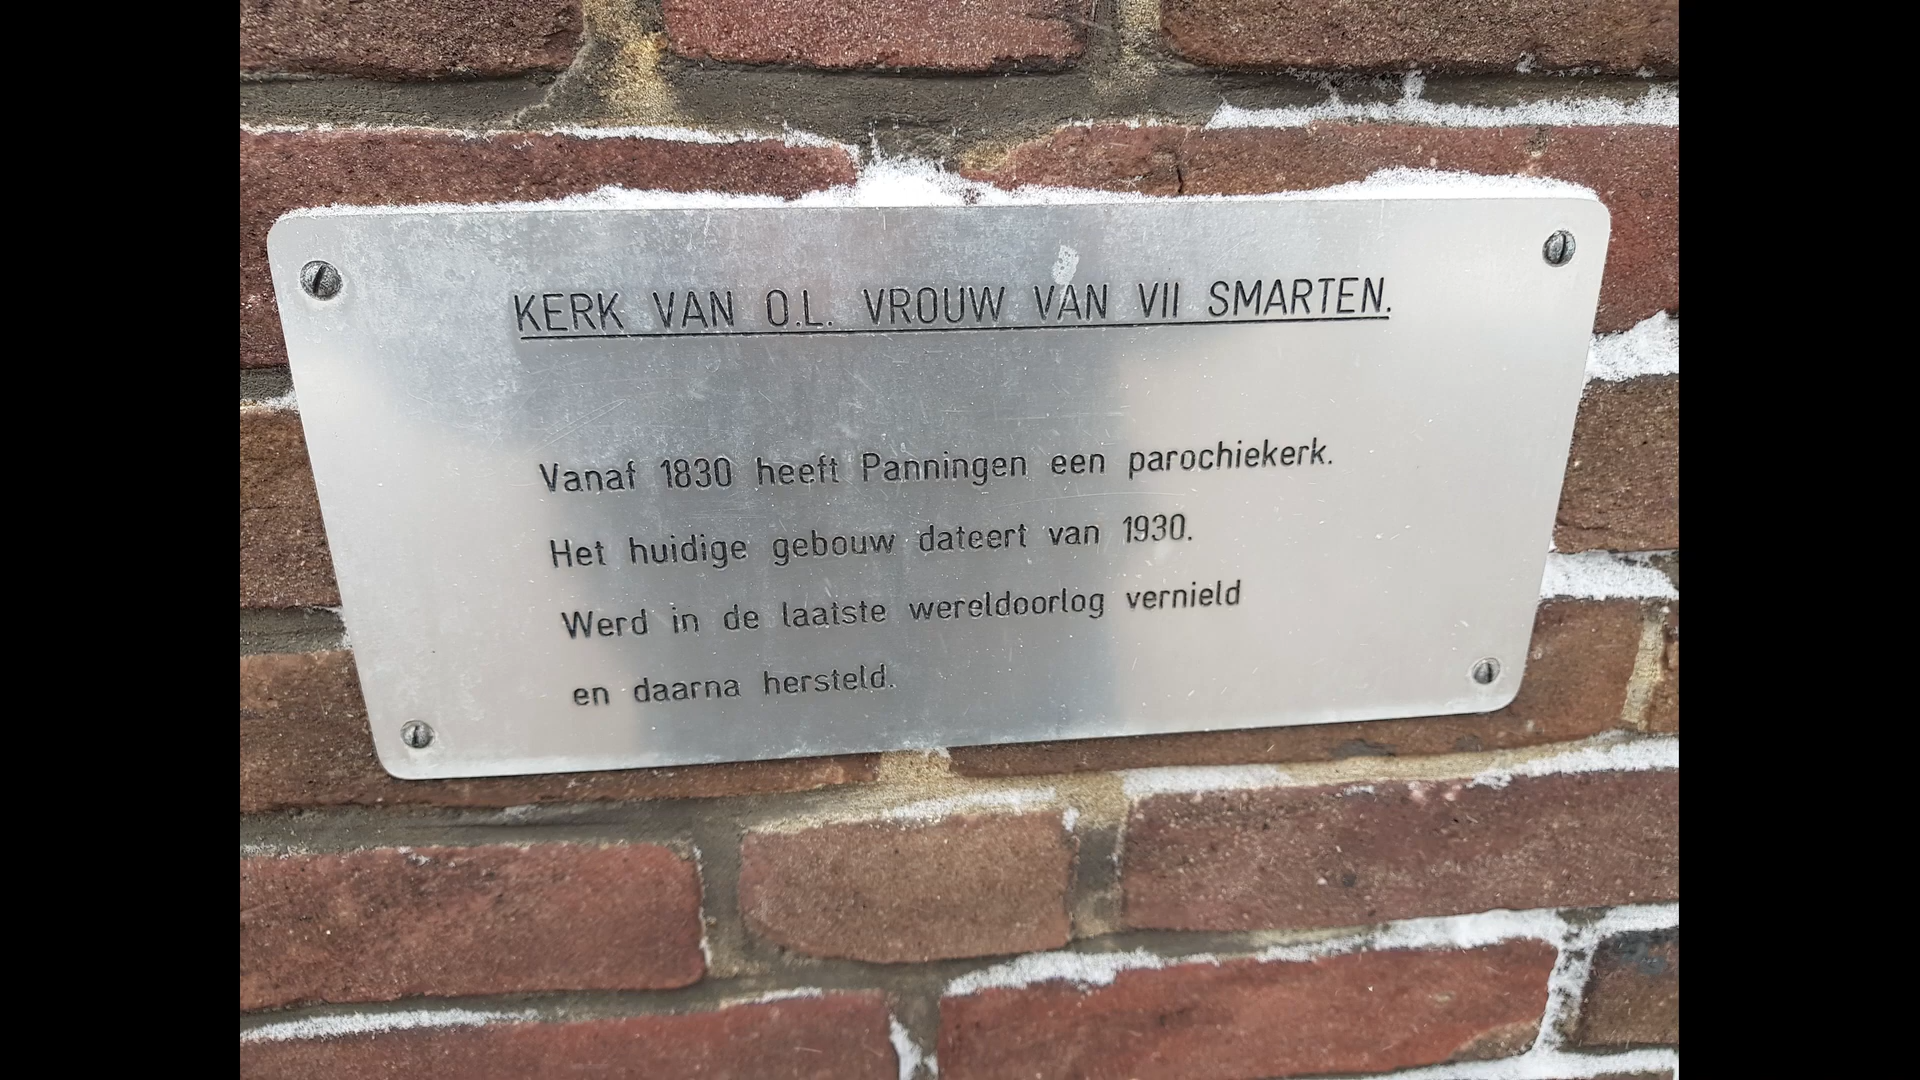 KERK VAN O.L. VROUW VAN VII SMARTEN.
Vanaf 1830 heeft Panningen een parochiekerk.
Het huidige gebouw dateert van 1930.
Werd in de laatste wereldoorlog vernield
en daarna hersteld.